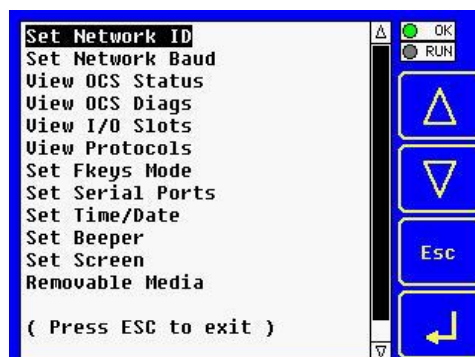 Set Network ID
Set Network Baud
View OCS Status
View OCS Diags
View I/O Slots
View Protocols
Set Fkeys Mode
Set Serial Ports
Set Time/Date
Set Beeper
Set Screen
Removable Media
( Press ESC to exit )
OK
RUN
Esc